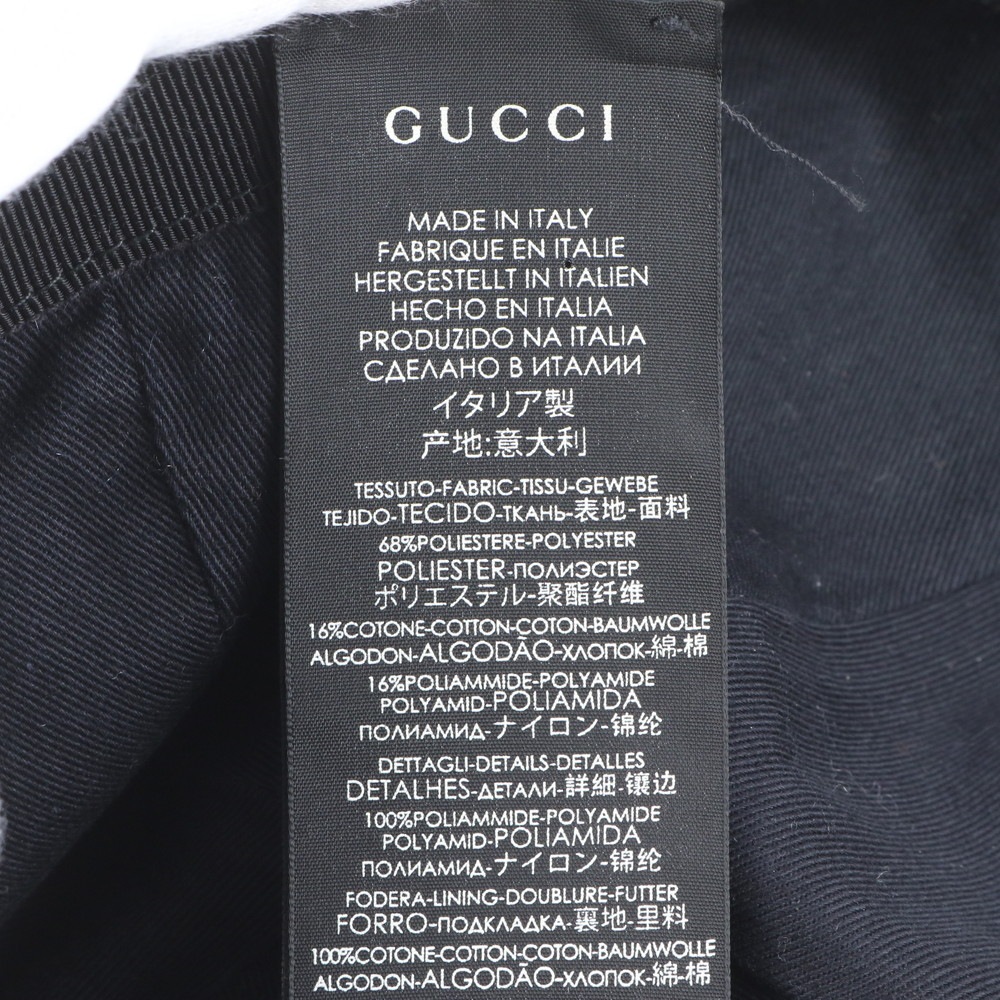 GUCCI
MADE IN ITALY
FABRIQUE EN ITALIE
HERGESTELLT IN ITALIEN
HECHO EN ITALIA
PRODUZIDO NA ITALIA
СДЕЛАНО В ИТАЛИИ
イタリア製
产地:意大利
TESSUTO-FABRIC-TISSU-GEWEBE
TEJIDO-TECIDO-ТКАНЬ-表地-面料
68%POLIESTERE-POLYESTER
POLIESTER-ПОЛИЭСТЕР
ポリエステル-聚酯纤维
16%COTONE-COTTON-COTON-BAUMWOLLE
ALGODON-ALGODÃO-ХЛОПОК-綿-棉
16%POLIAMMIDE-POLYAMIDE
POLYAMID-POLIAMIDA
ПОЛИАМИД-ナイロン-锦纶
DETTAGLI-DETAILS-DETALLES
DETALHES-ДЕТАЛИ-詳細-镶边
100%POLIAMMIDE-POLYAMIDE
POLYAMID-POLIAMIDA
ПОЛИАМИД-ナイロン-锦纶
FODERA-LINING-DOUBLURE-FUTTER
FORRO-ПОДКЛАДКА-裏地-里料
100%COTONE-COTTON-COTON-BAUMWOLLE
ALGODON-ALGODÃO-ХЛОПОК-綿-棉